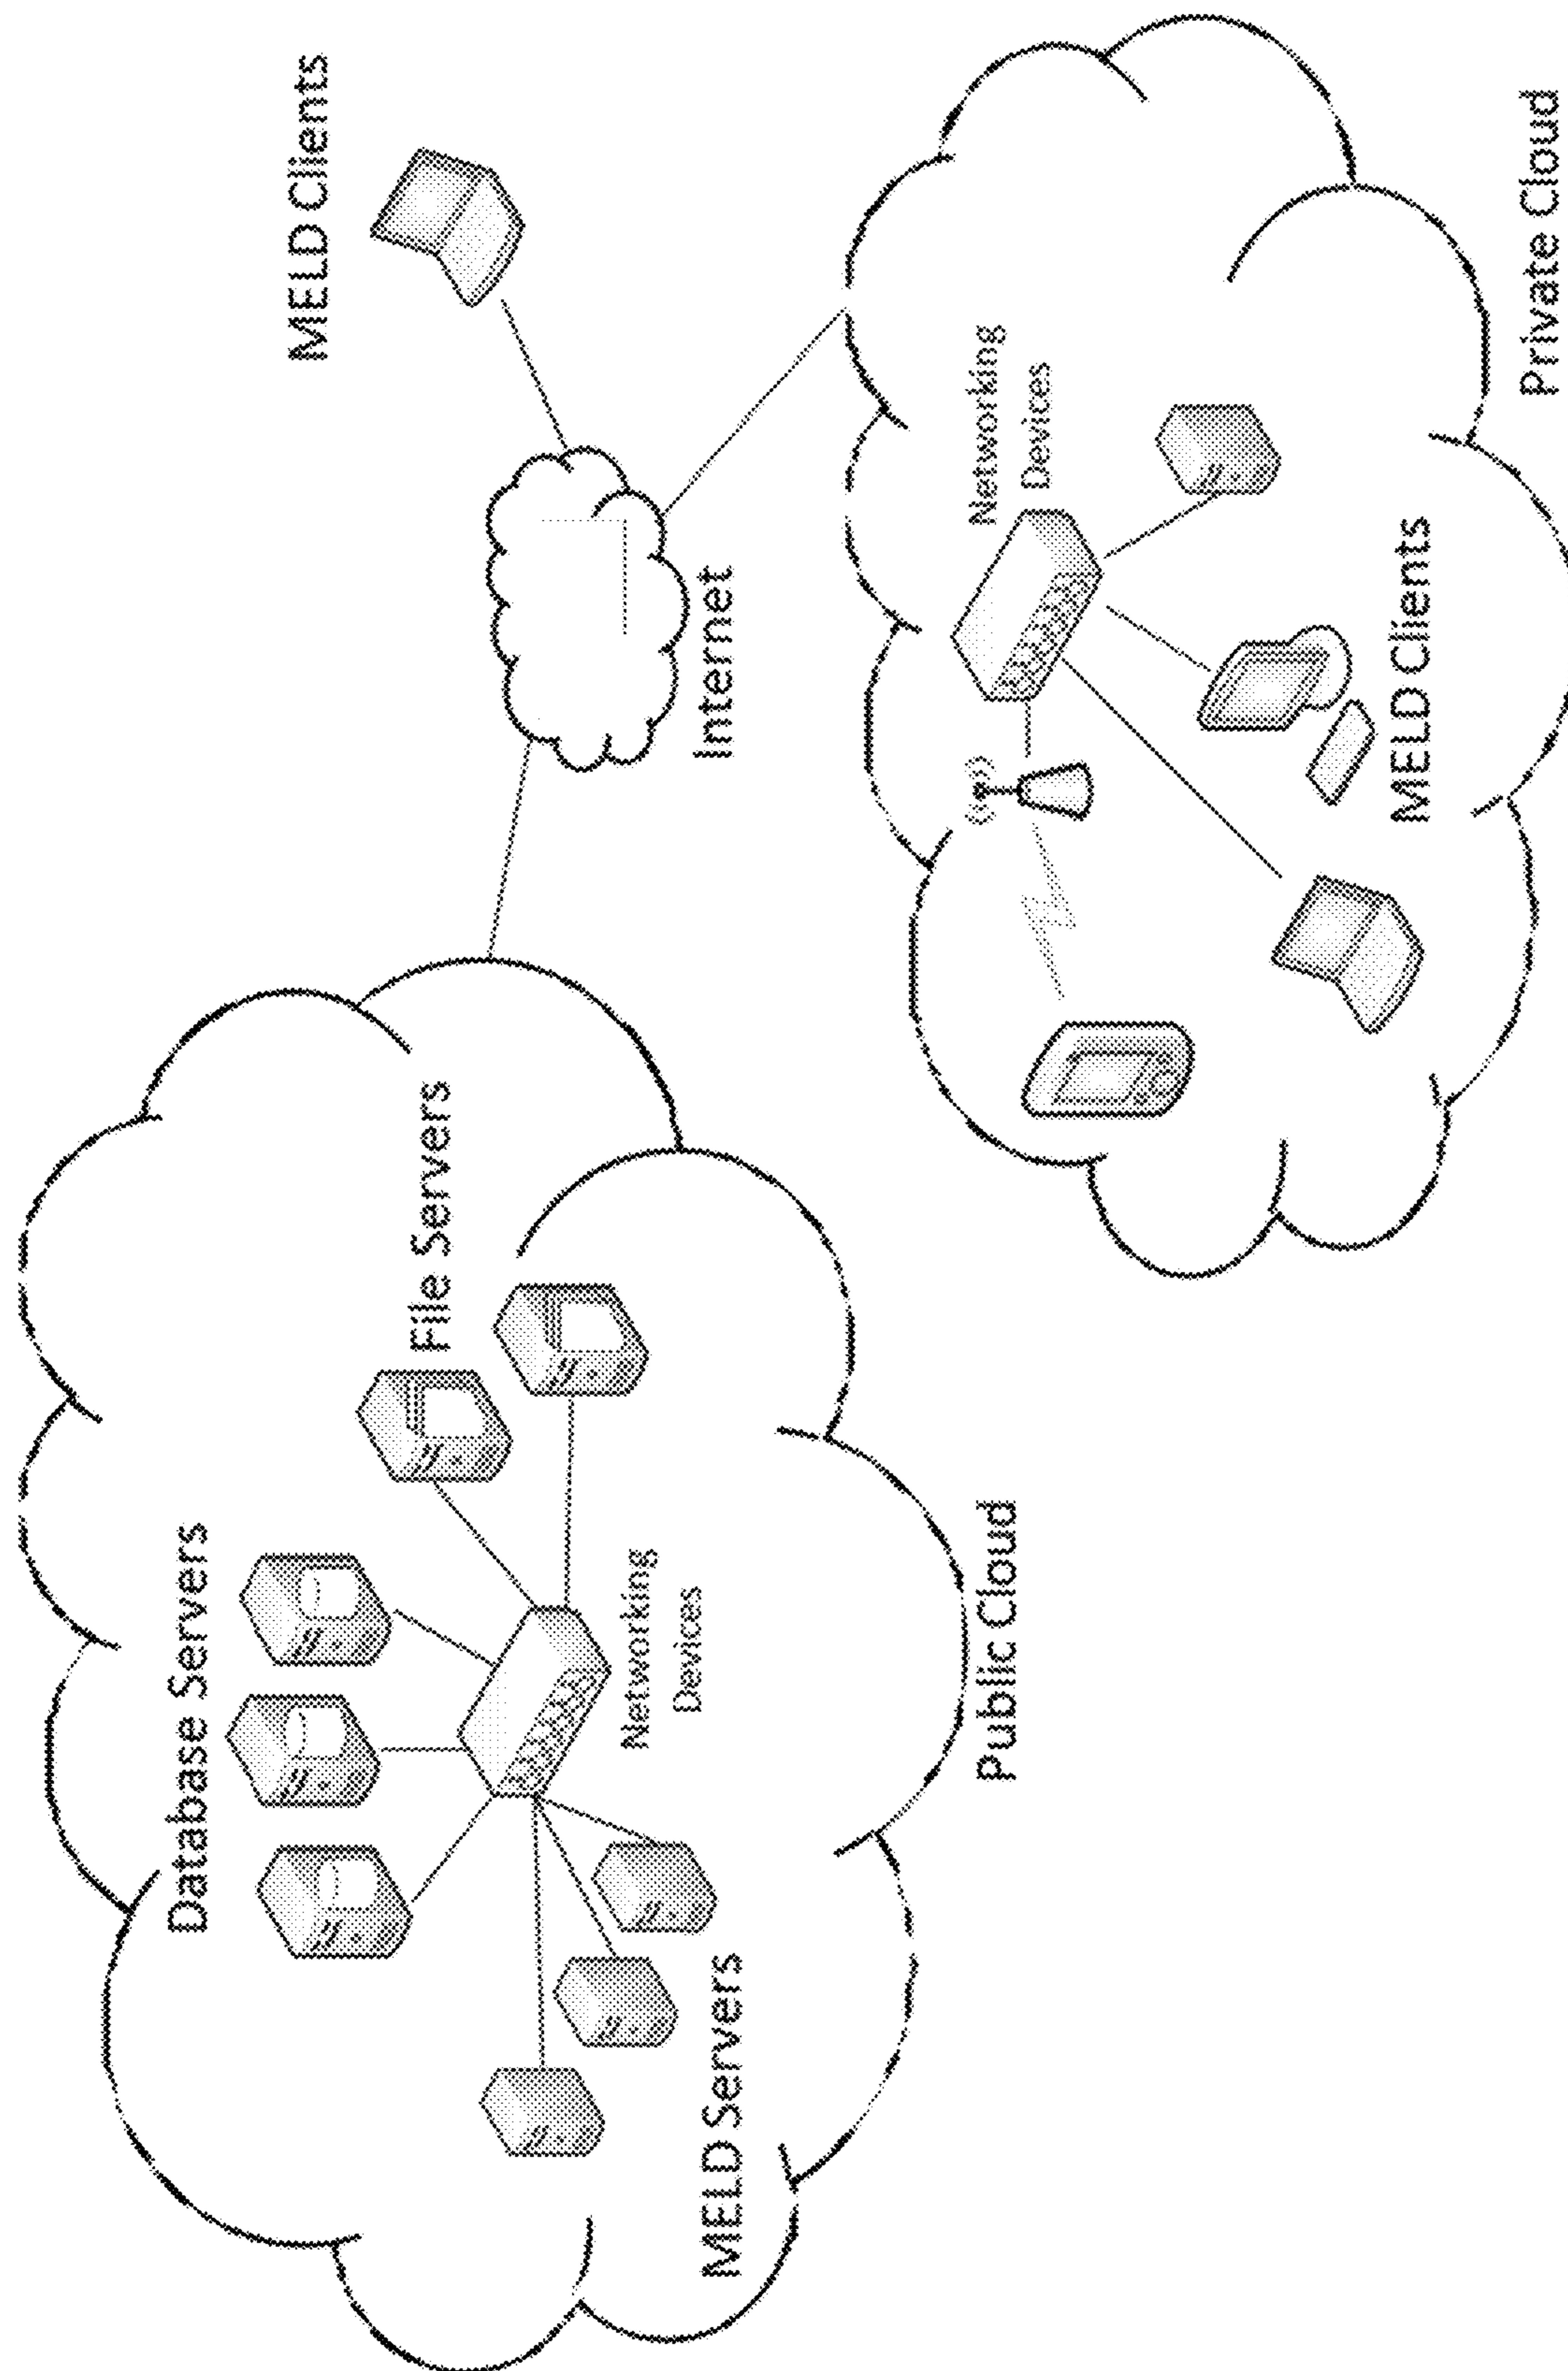 Database Servers
File Servers
MELD Clients
MELD Servers
Networking
Devices
Internet
Public Cloud
Networking
Devices
MELD Clients
Private Cloud